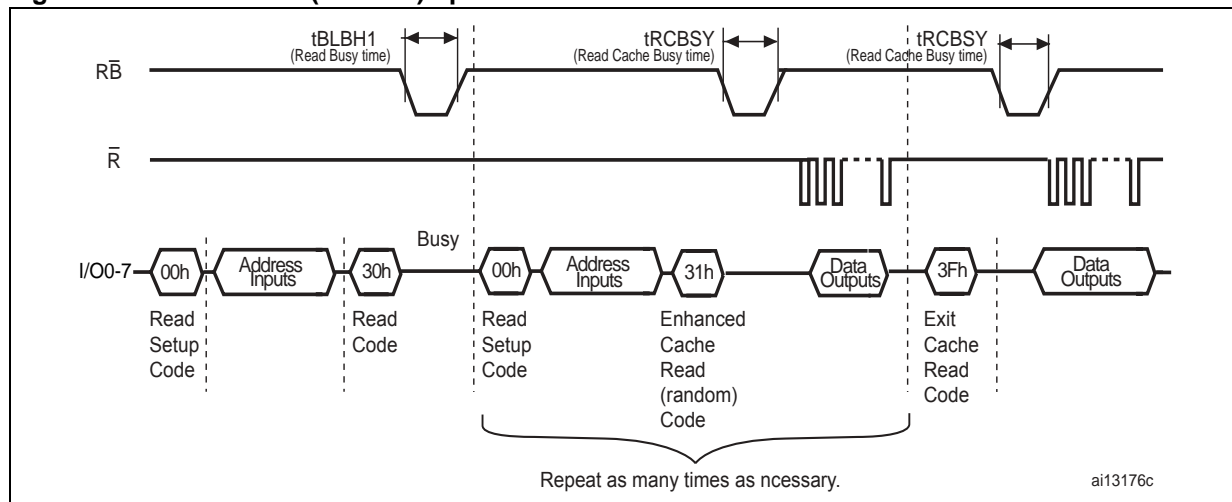 tBLBH1
(Read Busy time)
tRCBSY
(Read Cache Busy time)
tRCBSY
(Read Cache Busy time)
RB̅
R̅
I/O0-7
00h
Address
Inputs
30h
Busy
00h
Address
Inputs
31h
Data
Outputs
3Fh
Data
Outputs
Read
Setup
Code
Read
Code
Read
Setup
Code
Enhanced
Cache
Read
(random)
Code
Exit
Cache
Read
Code
Repeat as many times as ncessary.
ai13176c